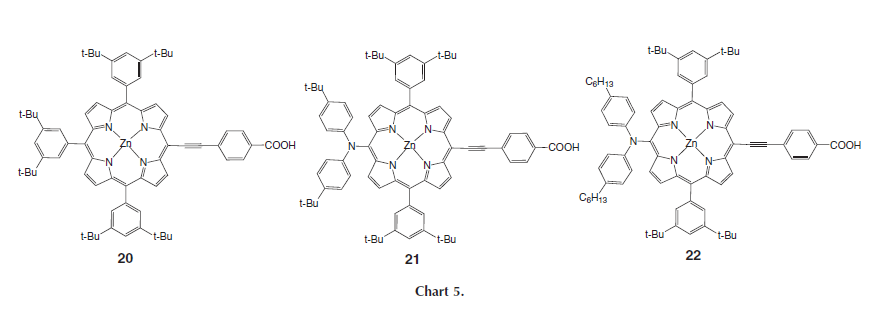 t-Bu t-Bu
t-Bu
t-Bu
N N
Zn
N N
COOH
t-Bu t-Bu
20
t-Bu t-Bu
t-Bu
N
N N
Zn
N N
COOH
t-Bu
t-Bu t-Bu
21
t-Bu t-Bu
C6H13
N
N N
Zn
N N
COOH
C6H13
t-Bu t-Bu
22
Chart 5.